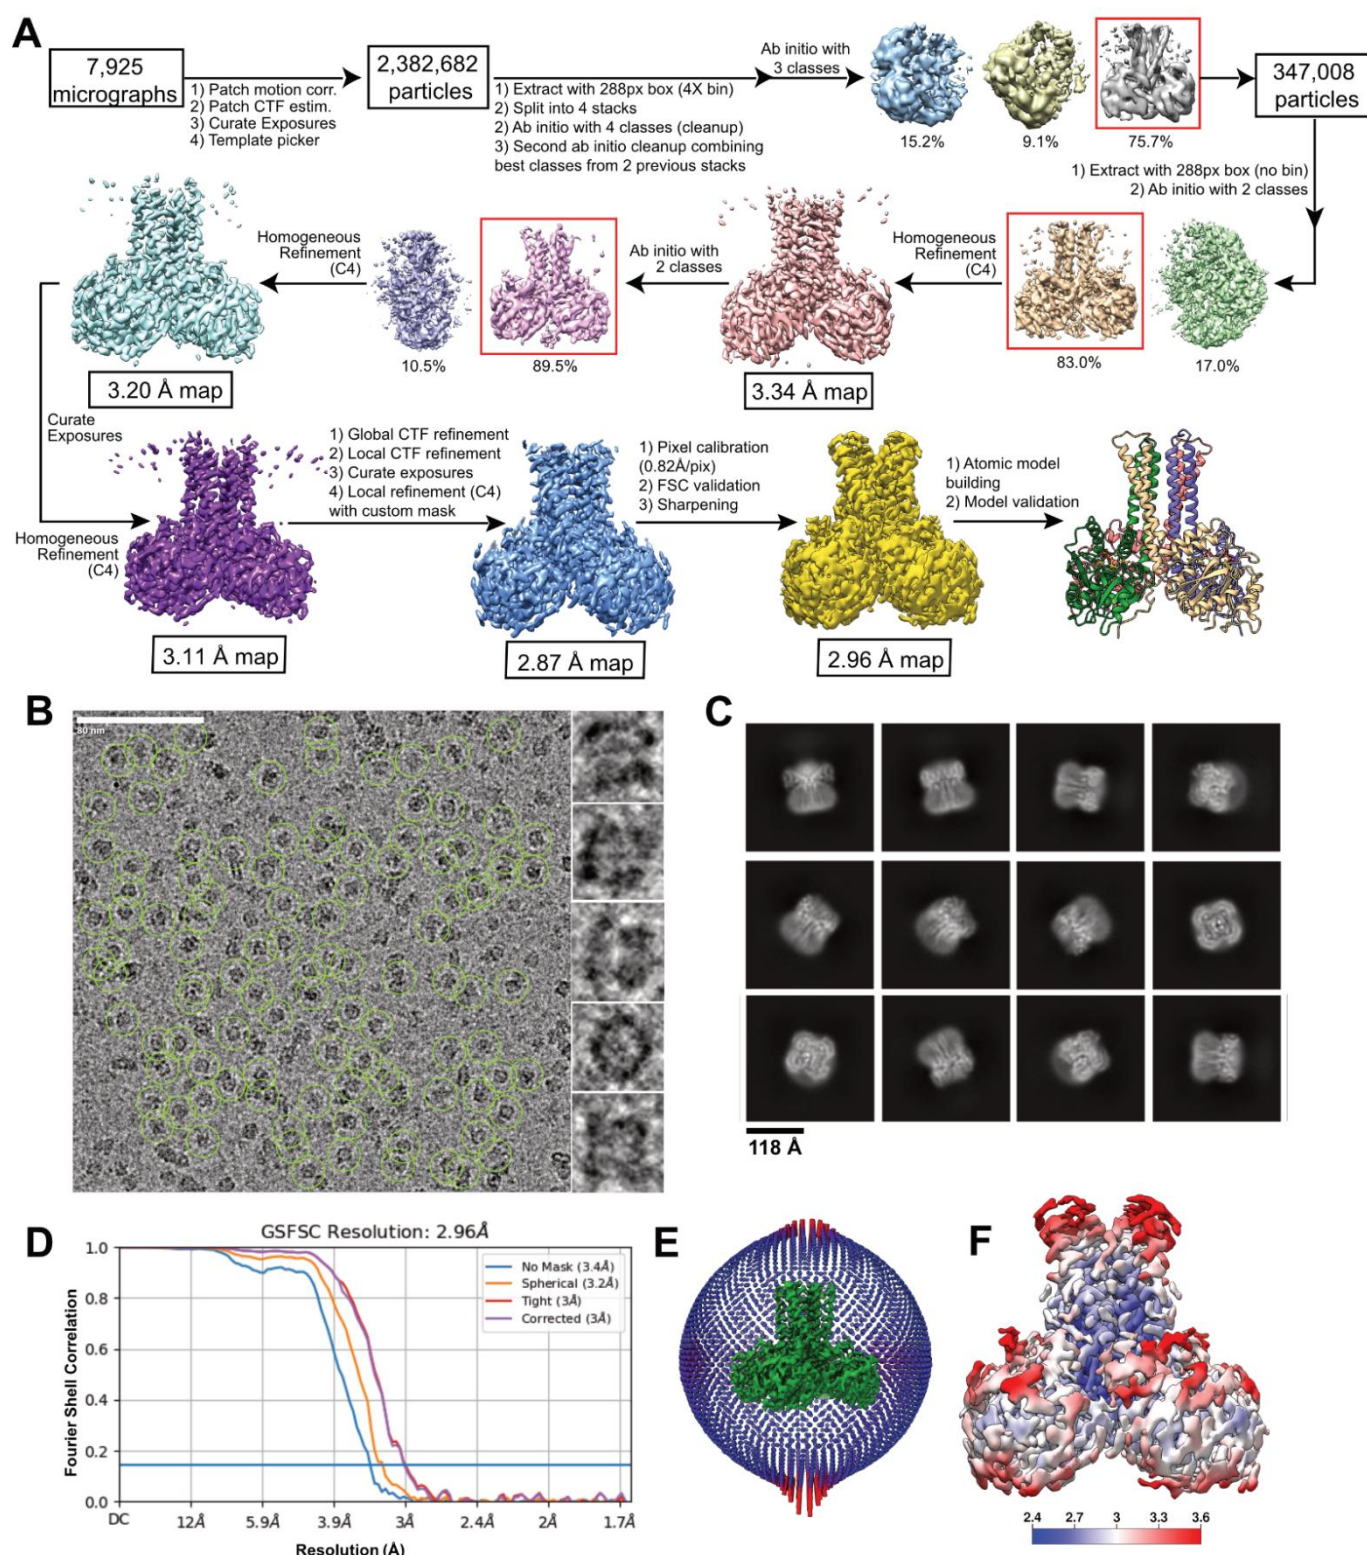 A
7,925
micrographs
1) Patch motion corr.
2) Patch CTF estim.
3) Curate Exposures
4) Template picker
2,382,682
particles
1) Extract with 288px box (4X bin)
2) Split into 4 stacks
2) Ab initio with 4 classes (cleanup)
3) Second ab initio cleanup combining
best classes from 2 previous stacks
Ab initio with
3 classes
15.2%
9.1%
75.7%
347,008
particles
1) Extract with 288px box (no bin)
2) Ab initio with 2 classes
17.0%
83.0%
Homogeneous
Refinement
(C4)
3.34 Å map
Ab initio with
2 classes
89.5%
10.5%
Homogeneous
Refinement
(C4)
3.20 Å map
Curate
Exposures
Homogeneous
Refinement
(C4)
3.11 Å map
1) Global CTF refinement
2) Local CTF refinement
3) Curate exposures
4) Local refinement (C4)
with custom mask
2.87 Å map
1) Pixel calibration
(0.82Å/pix)
2) FSC validation
3) Sharpening
2.96 Å map
1) Atomic model
building
2) Model validation
B
80 nm
C
118 Å
D
GSFSC Resolution: 2.96Å
Fourier Shell Correlation
1.0
0.8
0.6
0.4
0.2
0.0
No Mask (3.4Å)
Spherical (3.2Å)
Tight (3Å)
Corrected (3Å)
DC 12Å 5.9Å 3.9Å 3Å 2.4Å 2Å 1.7Å
Resolution (Å)
E
F
2.4 2.7 3 3.3 3.6